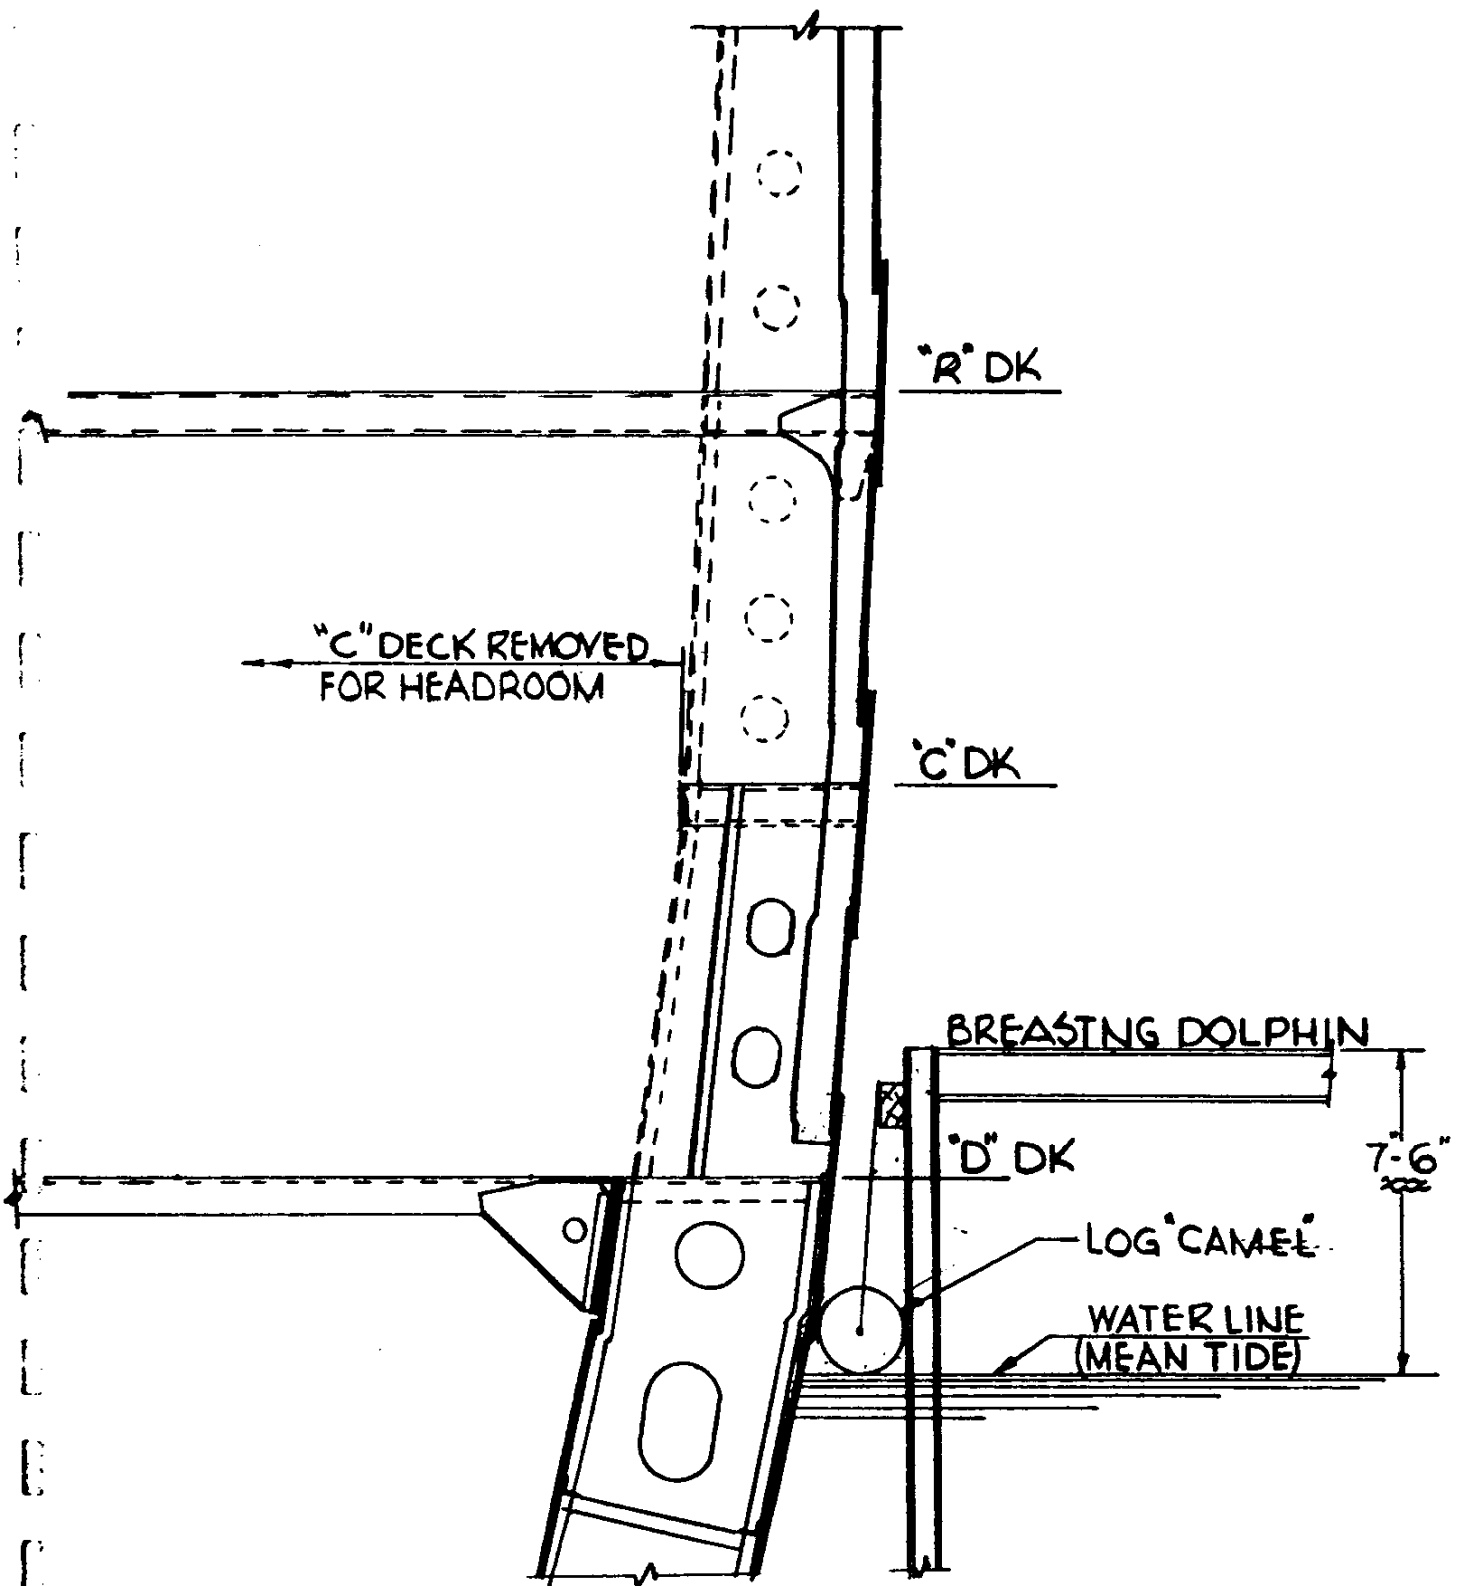 "R" DK
"C" DECK REMOVED
FOR HEADROOM
"C" DK
BREASTNG DOLPHIN
"D" DK
7'-6"
LOG "CAMEL"
WATER LINE
(MEAN TIDE)